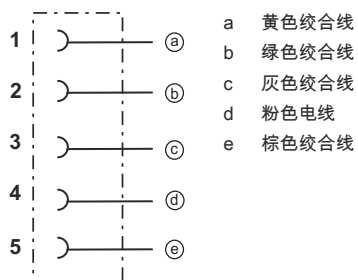 1 ⓐ
2 ⓑ
3 ⓒ
4 ⓓ
5 ⓔ
a 黄色绞合线
b 绿色绞合线
c 灰色绞合线
d 粉色电线
e 棕色绞合线